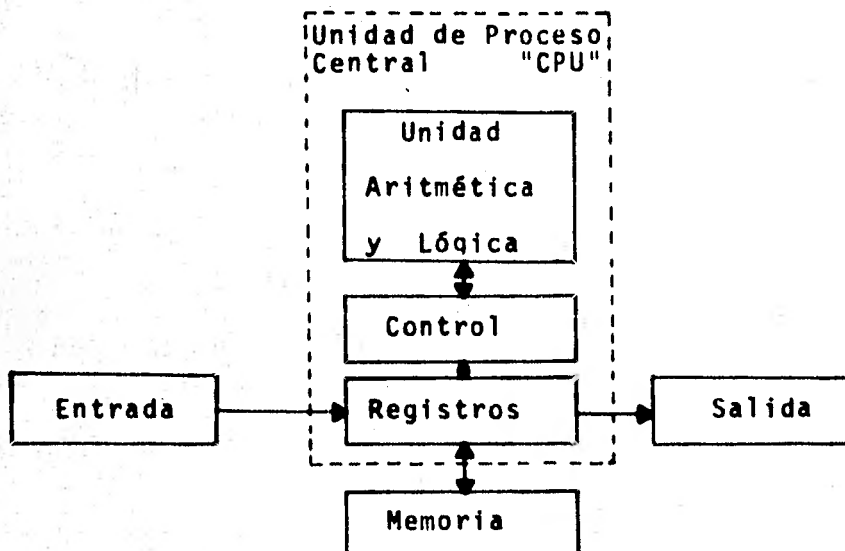 Unidad de Proceso
Central "CPU"
Unidad
Aritmética
y Lógica
Control
Entrada
Registros
Salida
Memoria